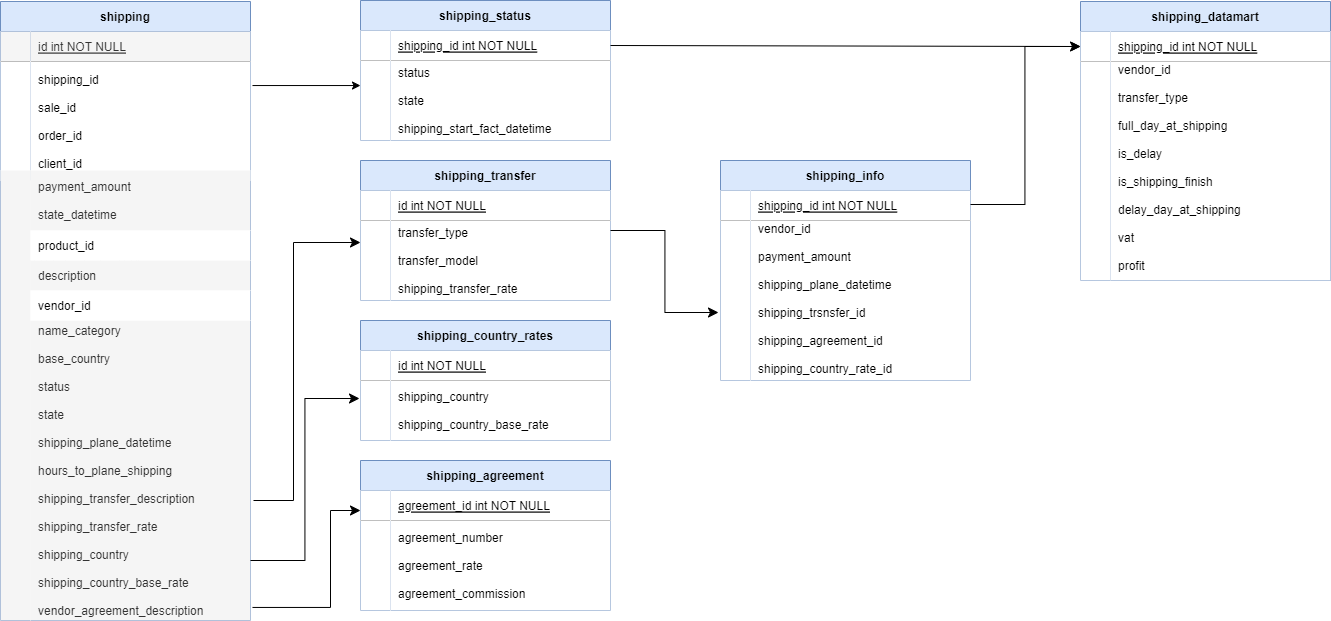 shipping
id int NOT NULL
shipping_id
sale_id
order_id
client_id
payment_amount
state_datetime
product_id
description
vendor_id
name_category
base_country
status
state
shipping_plane_datetime
hours_to_plane_shipping
shipping_transfer_description
shipping_transfer_rate
shipping_country
shipping_country_base_rate
vendor_agreement_description
shipping_status
shipping_id int NOT NULL
status
state
shipping_start_fact_datetime
shipping_transfer
id int NOT NULL
transfer_type
transfer_model
shipping_transfer_rate
shipping_country_rates
id int NOT NULL
shipping_country
shipping_country_base_rate
shipping_agreement
agreement_id int NOT NULL
agreement_number
agreement_rate
agreement_commission
shipping_info
shipping_id int NOT NULL
vendor_id
payment_amount
shipping_plane_datetime
shipping_trsnsfer_id
shipping_agreement_id
shipping_country_rate_id
shipping_datamart
shipping_id int NOT NULL
vendor_id
transfer_type
full_day_at_shipping
is_delay
is_shipping_finish
delay_day_at_shipping
vat
profit